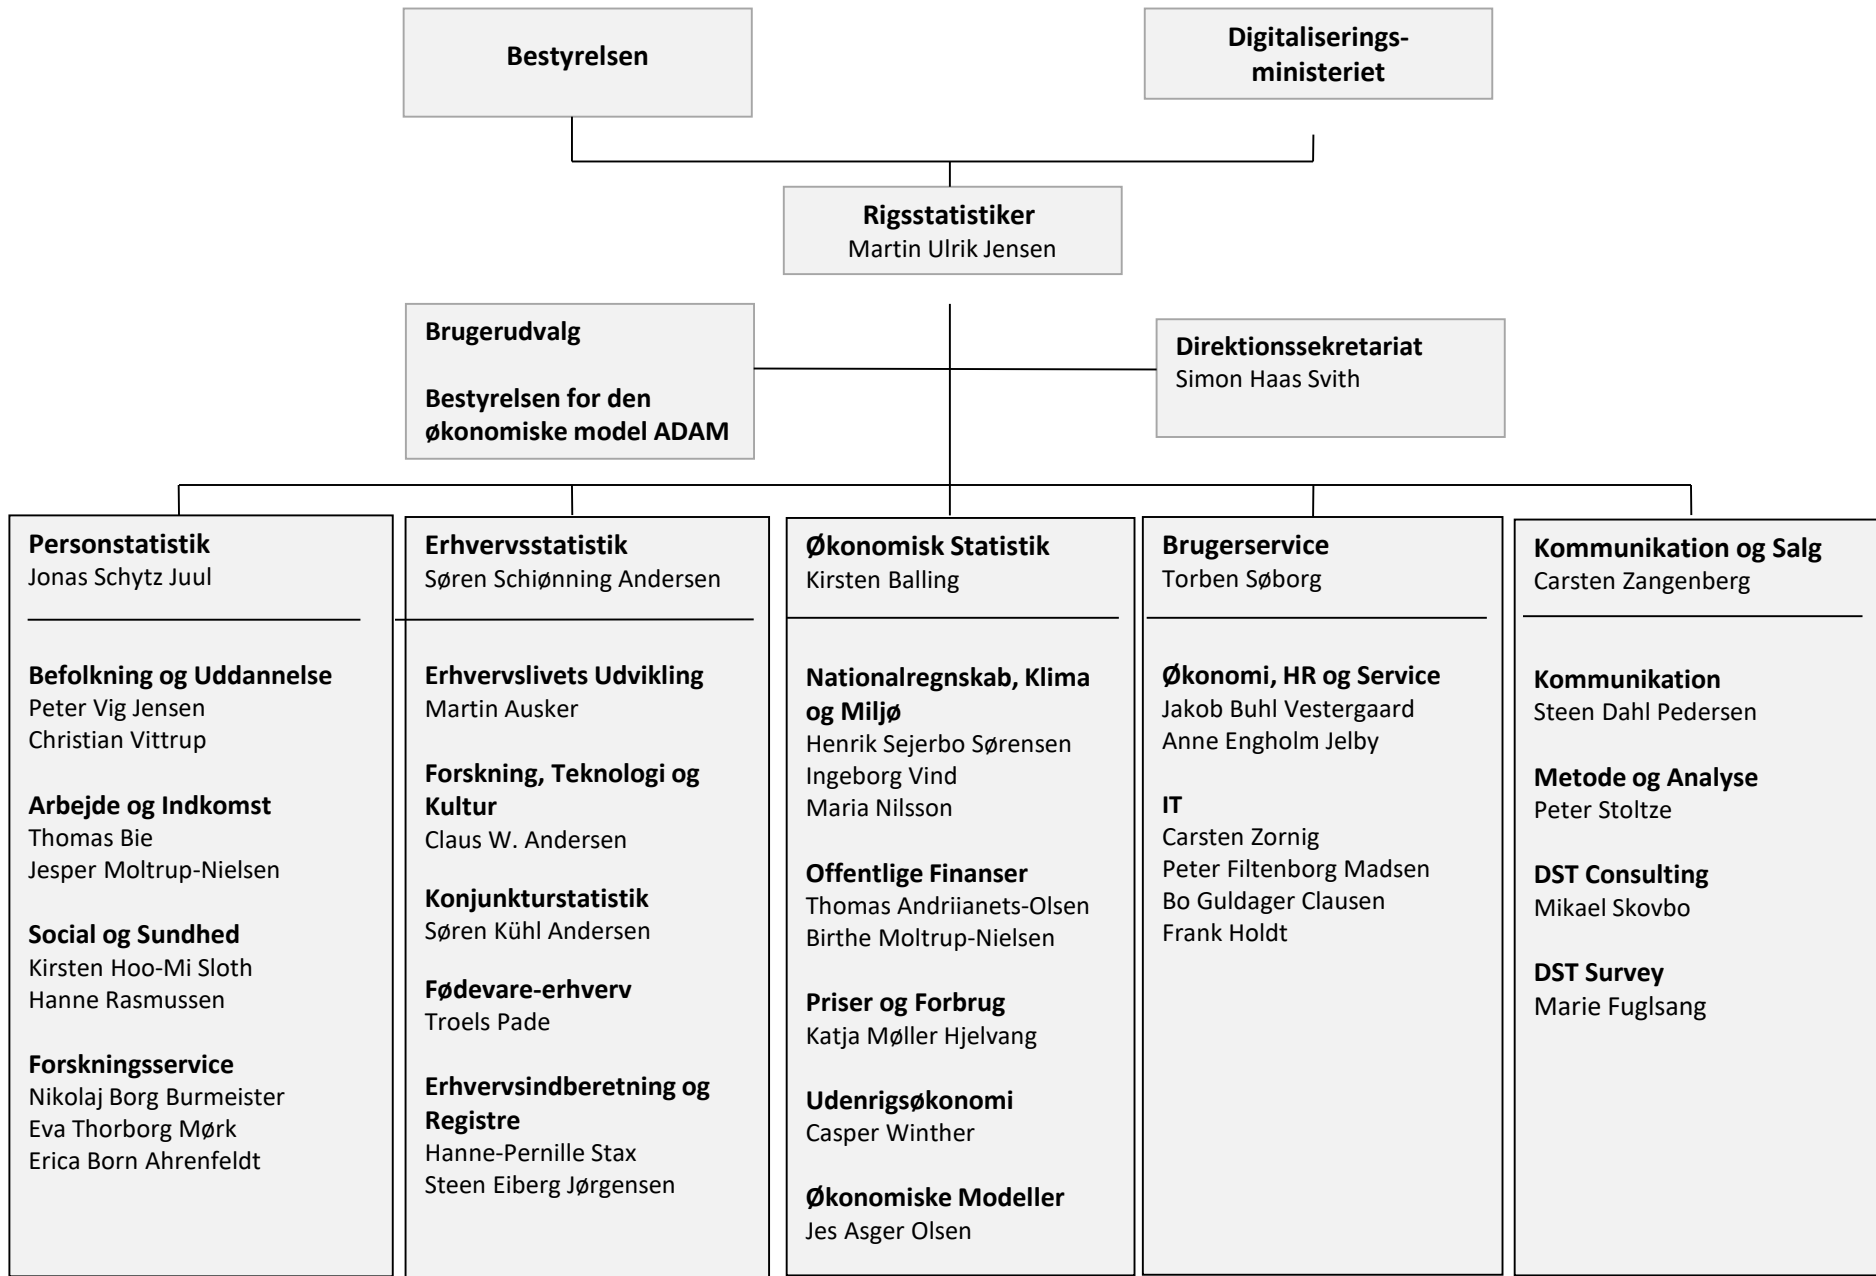 Bestyrelsen
Digitaliserings-
ministeriet
Rigsstatistiker
Martin Ulrik Jensen
Brugerudvalg
Bestyrelsen for den
økonomiske model ADAM
Direktionssekretariat
Simon Haas Svith
Personstatistik
Jonas Schytz Juul
Befolkning og Uddannelse
Peter Vig Jensen
Christian Vittrup
Arbejde og Indkomst
Thomas Bie
Jesper Moltrup-Nielsen
Social og Sundhed
Kirsten Hoo-Mi Sloth
Hanne Rasmussen
Forskningsservice
Nikolaj Borg Burmeister
Eva Thorborg Mørk
Erica Born Ahrenfeldt
Erhvervsstatistik
Søren Schiønning Andersen
Erhvervslivets Udvikling
Martin Ausker
Forskning, Teknologi og
Kultur
Claus W. Andersen
Konjunkturstatistik
Søren Kühl Andersen
Fødevare-erhverv
Troels Pade
Erhvervsindberetning og
Registre
Hanne-Pernille Stax
Steen Eiberg Jørgensen
Økonomisk Statistik
Kirsten Balling
Nationalregnskab, Klima
og Miljø
Henrik Sejerbo Sørensen
Ingeborg Vind
Maria Nilsson
Offentlige Finanser
Thomas Andriianets-Olsen
Birthe Moltrup-Nielsen
Priser og Forbrug
Katja Møller Hjelvang
Udenrigsøkonomi
Casper Winther
Økonomiske Modeller
Jes Asger Olsen
Brugerservice
Torben Søborg
Økonomi, HR og Service
Jakob Buhl Vestergaard
Anne Engholm Jelby
IT
Carsten Zornig
Peter Filtenborg Madsen
Bo Guldager Clausen
Frank Holdt
Kommunikation og Salg
Carsten Zangenberg
Kommunikation
Steen Dahl Pedersen
Metode og Analyse
Peter Stoltze
DST Consulting
Mikael Skovbo
DST Survey
Marie Fuglsang